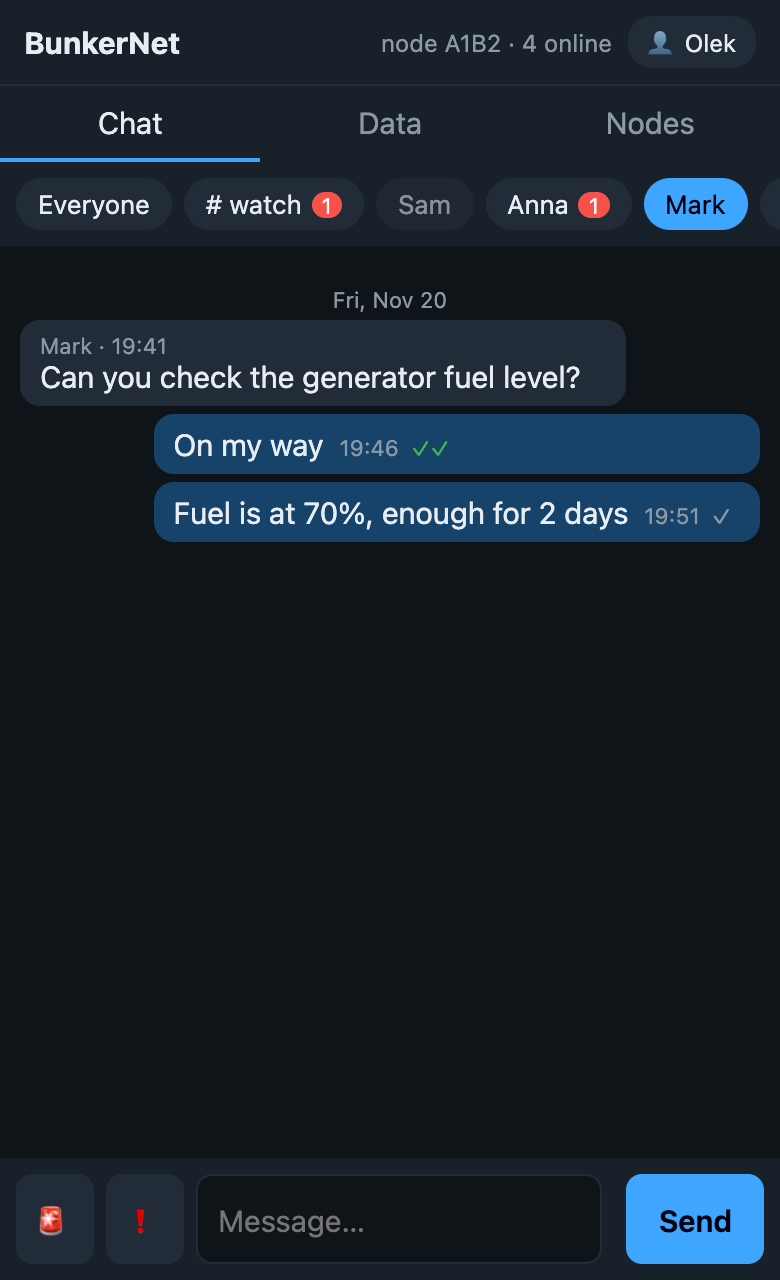 BunkerNet
node A1B2 · 4 online
Olek
Chat
Data
Nodes
Everyone
# watch 1
Sam
Anna 1
Mark
Fri, Nov 20
Mark · 19:41
Can you check the generator fuel level?
On my way 19:46 ✓✓
Fuel is at 70%, enough for 2 days 19:51 ✓
❗
Message...
Send